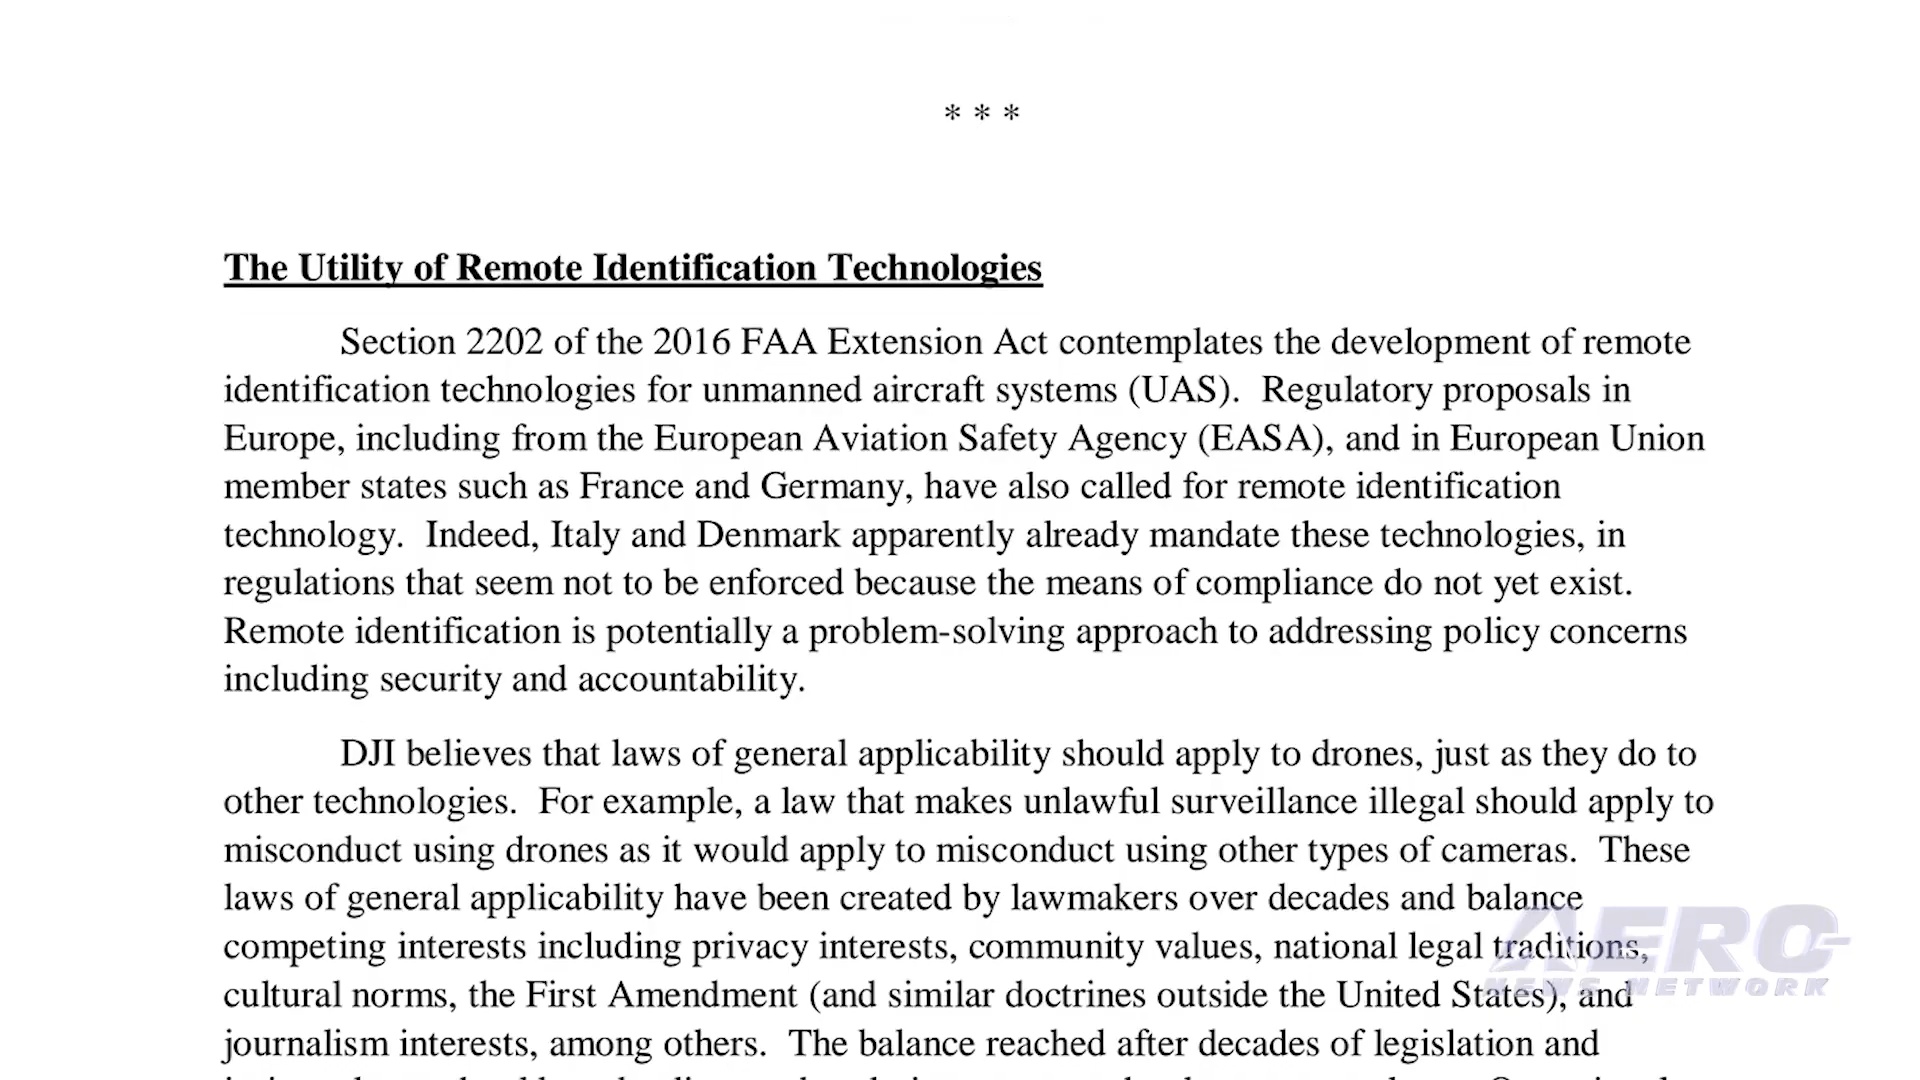 * * *
The Utility of Remote Identification Technologies
Section 2202 of the 2016 FAA Extension Act contemplates the development of remote
identification technologies for unmanned aircraft systems (UAS).  Regulatory proposals in
Europe, including from the European Aviation Safety Agency (EASA), and in European Union
member states such as France and Germany, have also called for remote identification
technology.  Indeed, Italy and Denmark apparently already mandate these technologies, in
regulations that seem not to be enforced because the means of compliance do not yet exist.
Remote identification is potentially a problem-solving approach to addressing policy concerns
including security and accountability.
DJI believes that laws of general applicability should apply to drones, just as they do to
other technologies.  For example, a law that makes unlawful surveillance illegal should apply to
misconduct using drones as it would apply to misconduct using other types of cameras.  These
laws of general applicability have been created by lawmakers over decades and balance
competing interests including privacy interests, community values, national legal traditions,
cultural norms, the First Amendment (and similar doctrines outside the United States), and
journalism interests, among others.  The balance reached after decades of legislation and
AERO
NEWS NETWORK